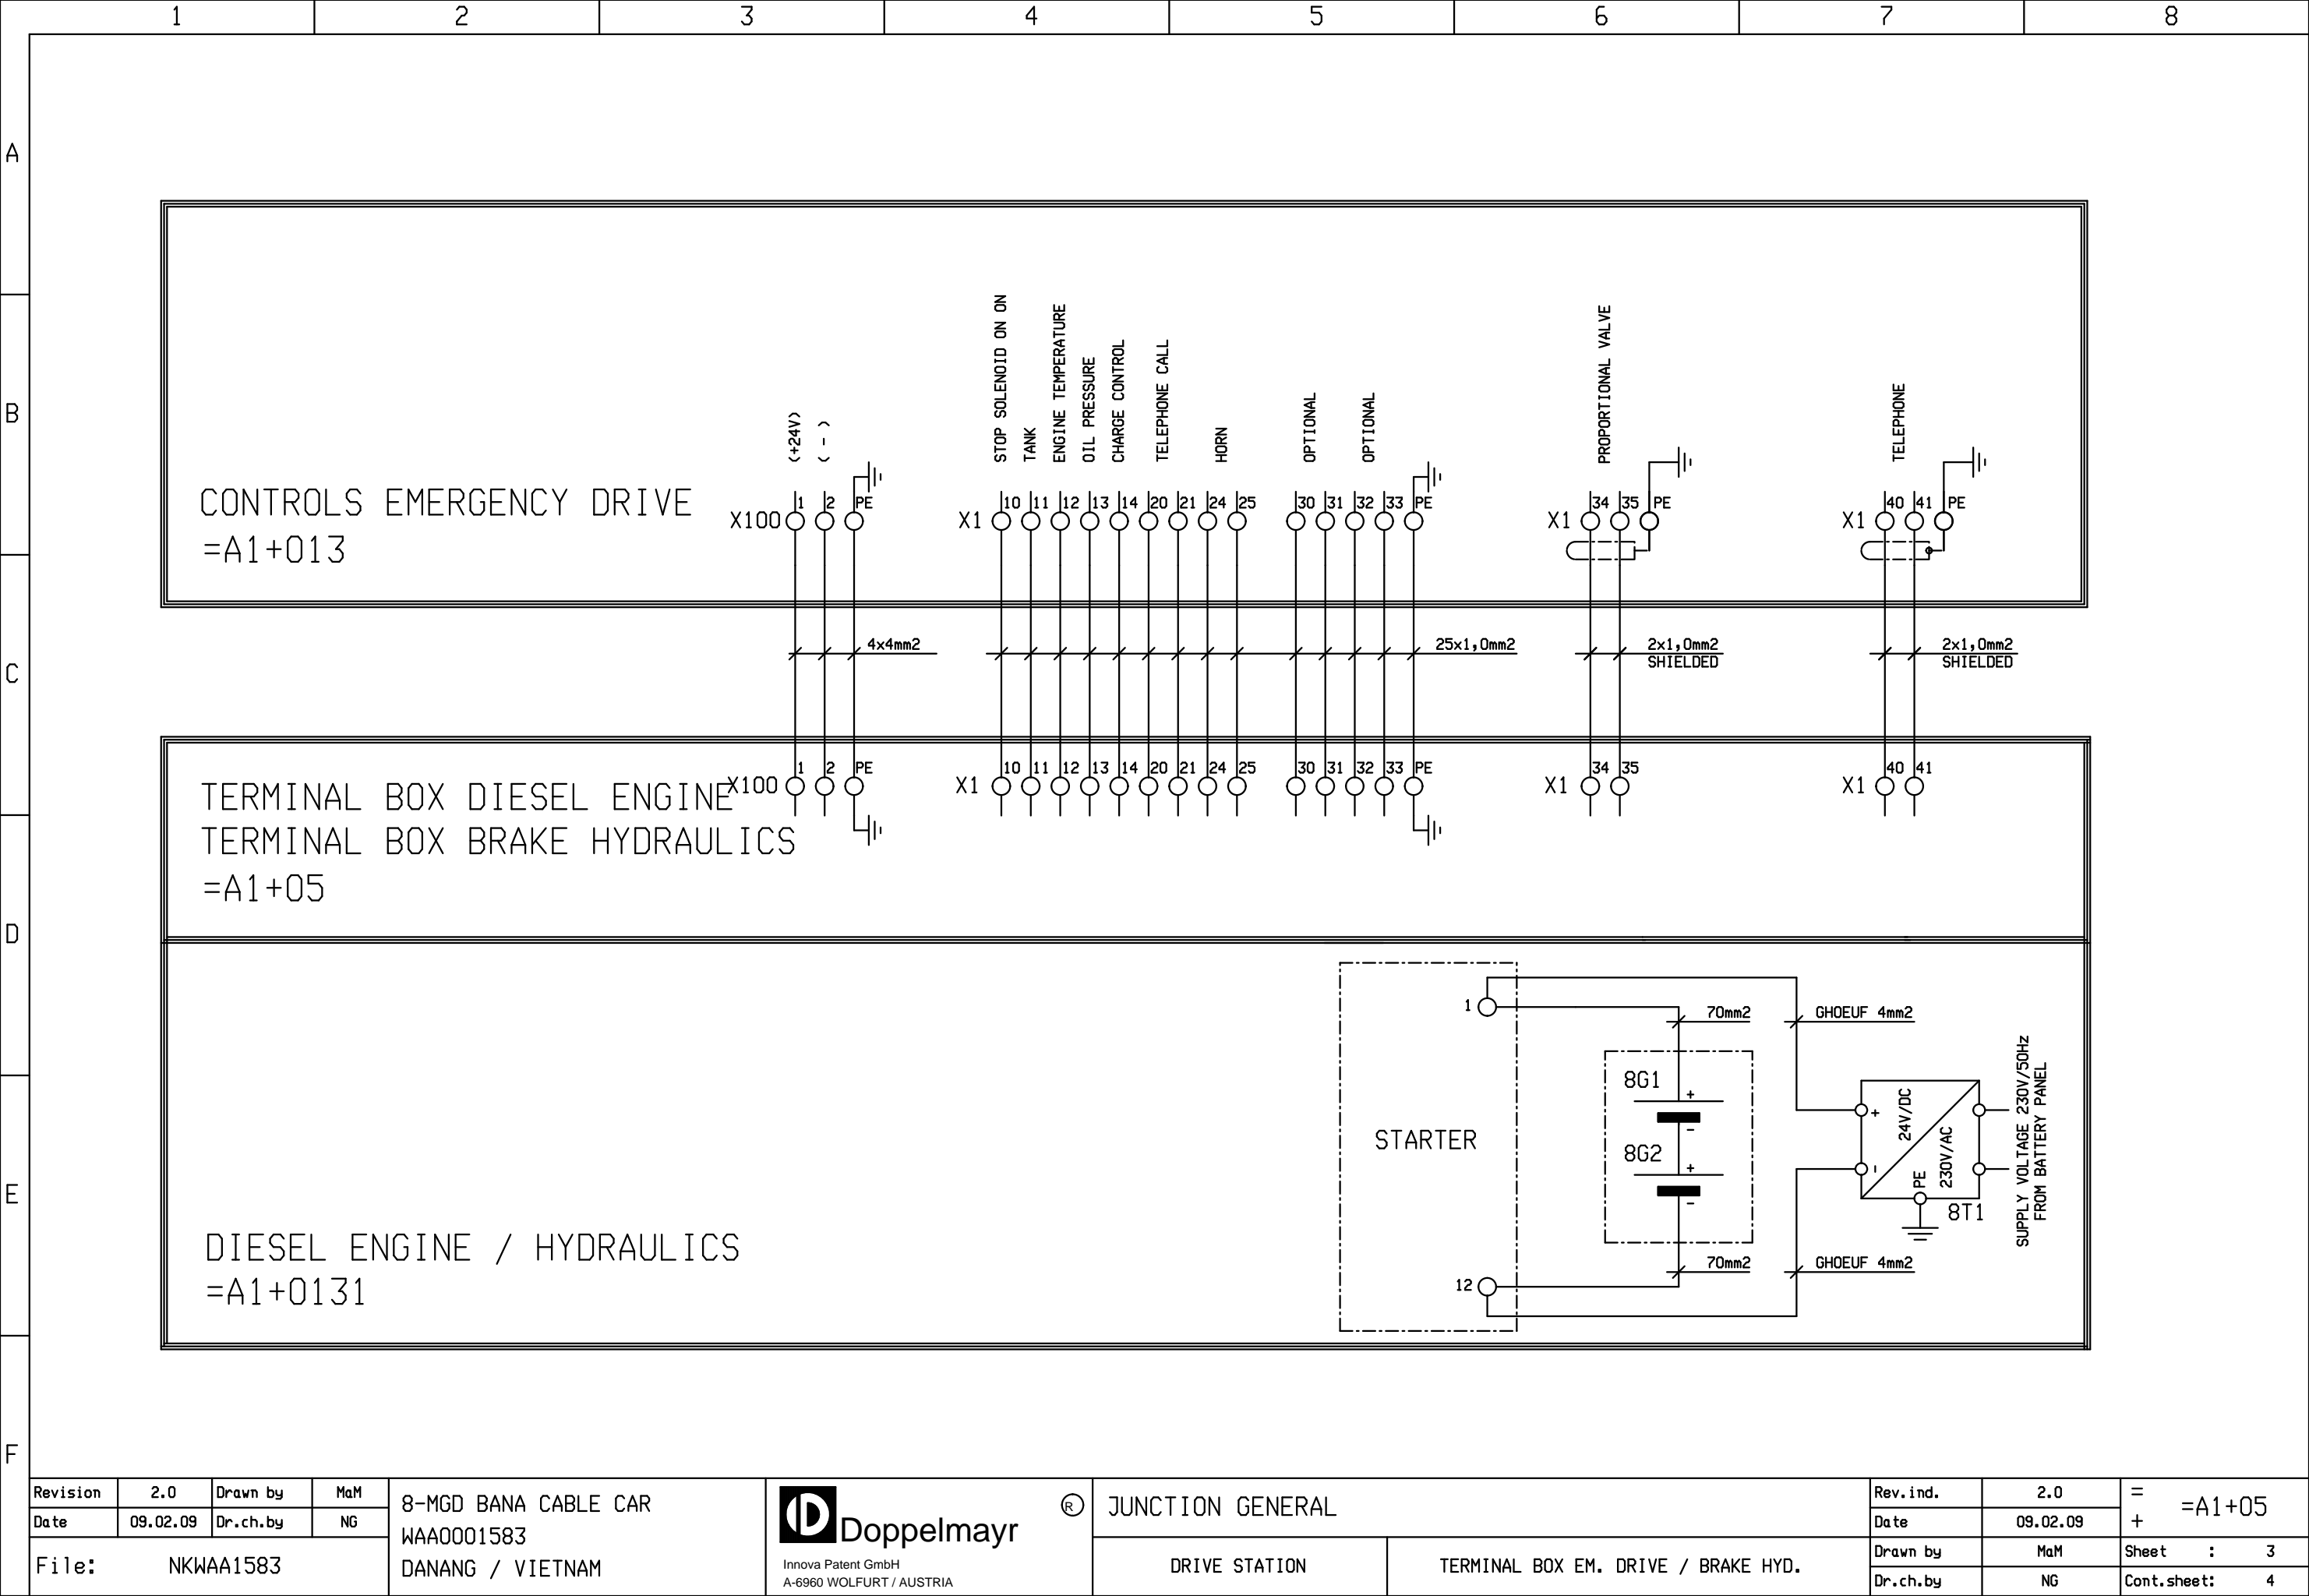 1 2 3 4 5 6 7 8
A
B
C
D
E
F
CONTROLS EMERGENCY DRIVE
=A1+013
(+24V)
( - )
STOP SOLENOID ON ON
TANK
ENGINE TEMPERATURE
OIL PRESSURE
CHARGE CONTROL
TELEPHONE CALL
HORN
OPTIONAL
OPTIONAL
PROPORTIONAL VALVE
TELEPHONE
X100 1 2 PE
X1 10 11 12 13 14 20 21 24 25 30 31 32 33 PE
X1 34 35 PE
X1 40 41 PE
4x4mm2
25x1,0mm2
2x1,0mm2
SHIELDED
2x1,0mm2
SHIELDED
TERMINAL BOX DIESEL ENGINE
TERMINAL BOX BRAKE HYDRAULICS
=A1+05
X100 1 2 PE
X1 10 11 12 13 14 20 21 24 25 30 31 32 33 PE
X1 34 35
X1 40 41
DIESEL ENGINE / HYDRAULICS
=A1+0131
STARTER
1
12
70mm2
GHOEUF 4mm2
8G1
+
-
8G2
+
-
70mm2
GHOEUF 4mm2
+
-
24V/DC
230V/AC
PE
8T1
SUPPLY VOLTAGE 230V/50Hz
FROM BATTERY PANEL
Revision 2.0 Drawn by MaM
Date 09.02.09 Dr.ch.by NG
File: NKWAA1583
8-MGD BANA CABLE CAR
WAA0001583
DANANG / VIETNAM
Doppelmayr
®
Innova Patent GmbH
A-6960 WOLFURT / AUSTRIA
JUNCTION GENERAL
DRIVE STATION
TERMINAL BOX EM. DRIVE / BRAKE HYD.
Rev.ind. 2.0
Date 09.02.09
Drawn by MaM
Dr.ch.by NG
=
+
=A1+05
Sheet : 3
Cont.sheet: 4